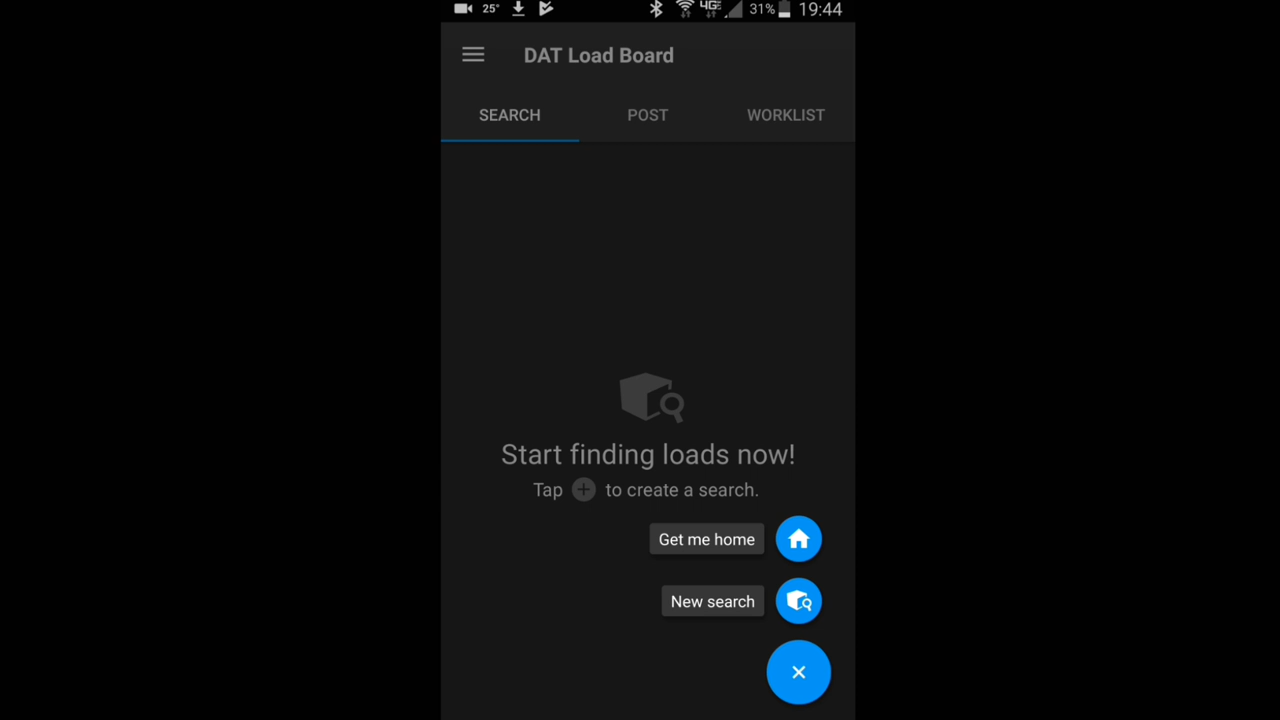 25° 4GE 31% 19:44
DAT Load Board
SEARCH POST WORKLIST
Start finding loads now!
Tap + to create a search.
Get me home
New search